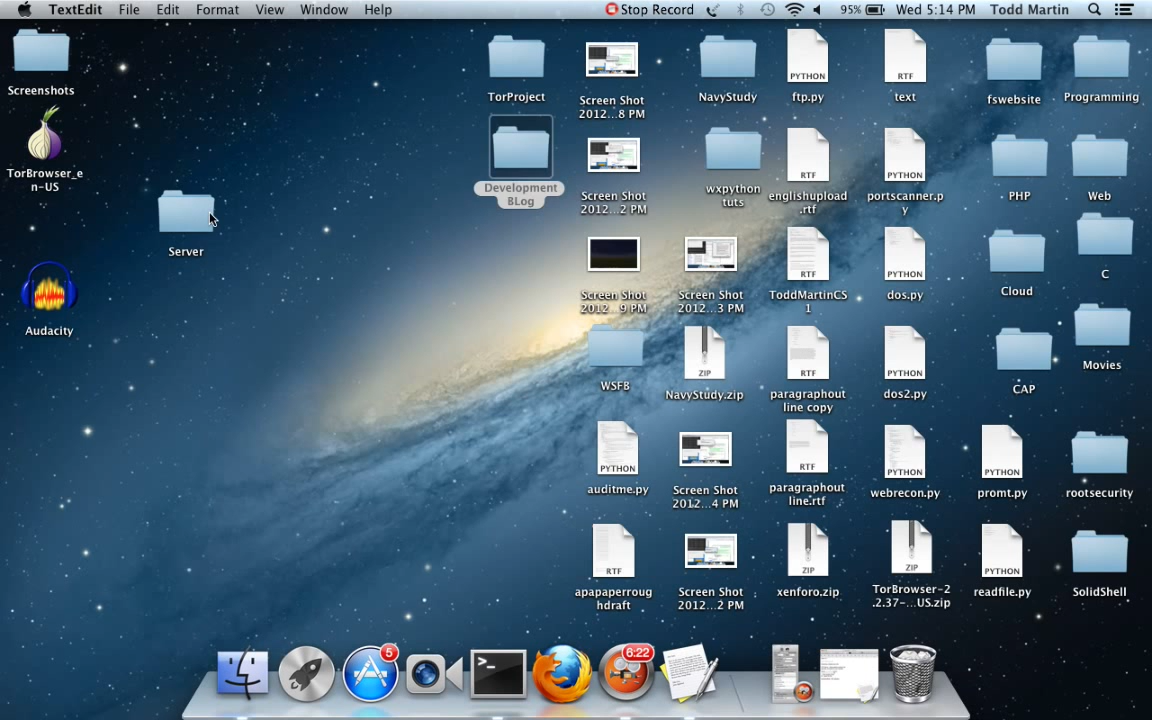 TextEdit File Edit Format View Window Help Stop Record 95% Wed 5:14 PM Todd Martin
Screenshots
TorBrowser_e
n-US
Server
Audacity
TorProject
Development
BLog
Screen Shot
2012...8 PM
Screen Shot
2012...2 PM
Screen Shot
2012...9 PM
WSFB
PYTHON
auditme.py
RTF
apapaperroug
hdraft
NavyStudy
wxpython
tuts
Screen Shot
2012...3 PM
ZIP
NavyStudy.zip
Screen Shot
2012...4 PM
Screen Shot
2012...2 PM
PYTHON
ftp.py
RTF
englishupload
.rtf
RTF
ToddMartinCS
1
RTF
paragraphout
line copy
RTF
paragraphout
line.rtf
ZIP
xenforo.zip
RTF
text
PYTHON
portscanner.p
y
PYTHON
dos.py
PYTHON
dos2.py
PYTHON
webrecon.py
ZIP
TorBrowser-2
.2.37-...US.zip
fswebsite
PHP
Cloud
CAP
PYTHON
promt.py
PYTHON
readfile.py
Programming
Web
C
Movies
rootsecurity
SolidShell
5
6:22